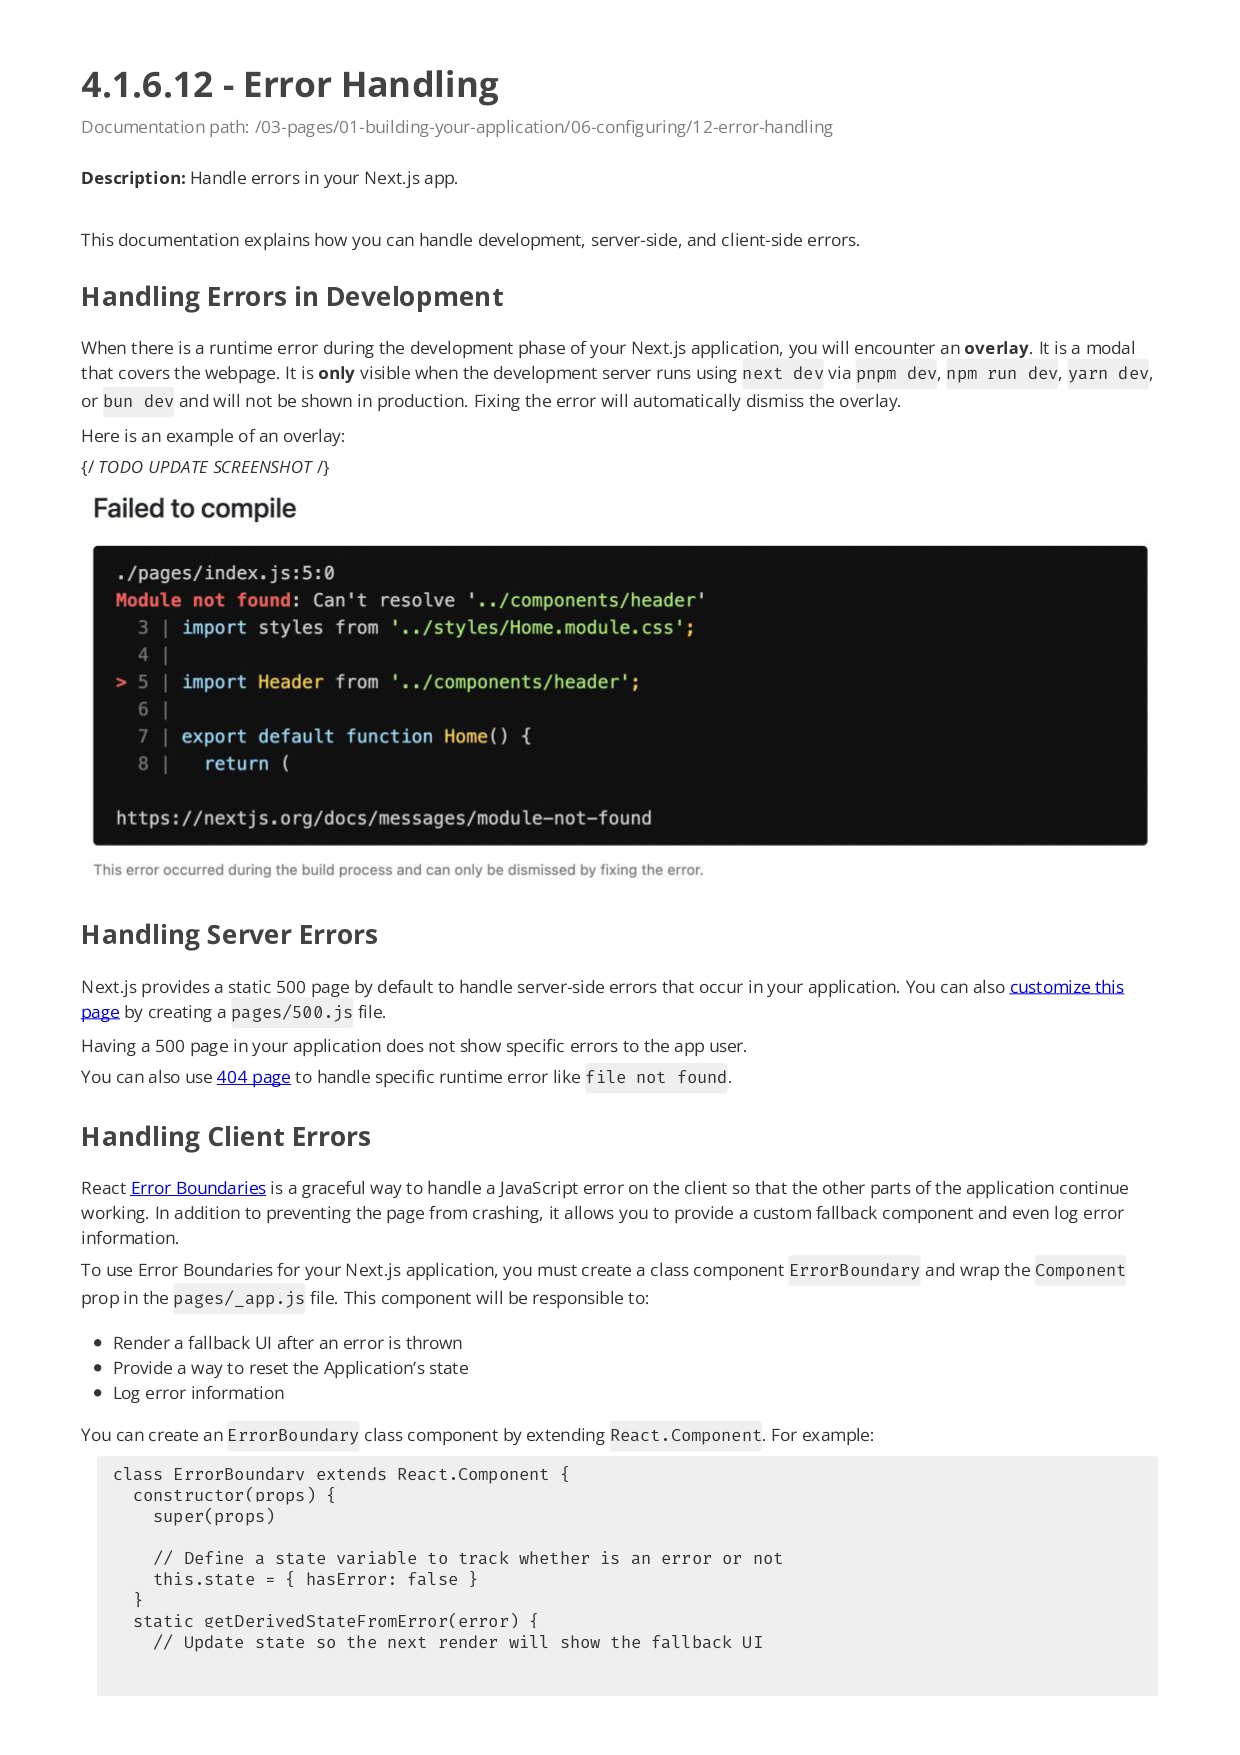 4.1.6.12 - Error Handling
Documentation path: /03-pages/01-building-your-application/06-configuring/12-error-handling
Description: Handle errors in your Next.js app.
This documentation explains how you can handle development, server-side, and client-side errors.
Handling Errors in Development
When there is a runtime error during the development phase of your Next.js application, you will encounter an overlay. It is a modal
that covers the webpage. It is only visible when the development server runs using next dev via pnpm dev, npm run dev, yarn dev,
or bun dev and will not be shown in production. Fixing the error will automatically dismiss the overlay.
Here is an example of an overlay:
{/ TODO UPDATE SCREENSHOT /}
Failed to compile
./pages/index.js:5:0
Module not found: Can't resolve '../components/header'
3 | import styles from '../styles/Home.module.css';
4 |
> 5 | import Header from '../components/header';
6 |
7 | export default function Home() {
8 |   return (
https://nextjs.org/docs/messages/module-not-found
This error occurred during the build process and can only be dismissed by fixing the error.
Handling Server Errors
Next.js provides a static 500 page by default to handle server-side errors that occur in your application. You can also customize this
page by creating a pages/500.js file.
Having a 500 page in your application does not show specific errors to the app user.
You can also use 404 page to handle specific runtime error like file not found.
Handling Client Errors
React Error Boundaries is a graceful way to handle a JavaScript error on the client so that the other parts of the application continue
working. In addition to preventing the page from crashing, it allows you to provide a custom fallback component and even log error
information.
To use Error Boundaries for your Next.js application, you must create a class component ErrorBoundary and wrap the Component
prop in the pages/_app.js file. This component will be responsible to:
● Render a fallback UI after an error is thrown
● Provide a way to reset the Application’s state
● Log error information
You can create an ErrorBoundary class component by extending React.Component. For example:
class ErrorBoundary extends React.Component {
  constructor(props) {
    super(props)
    // Define a state variable to track whether is an error or not
    this.state = { hasError: false }
  }
  static getDerivedStateFromError(error) {
    // Update state so the next render will show the fallback UI